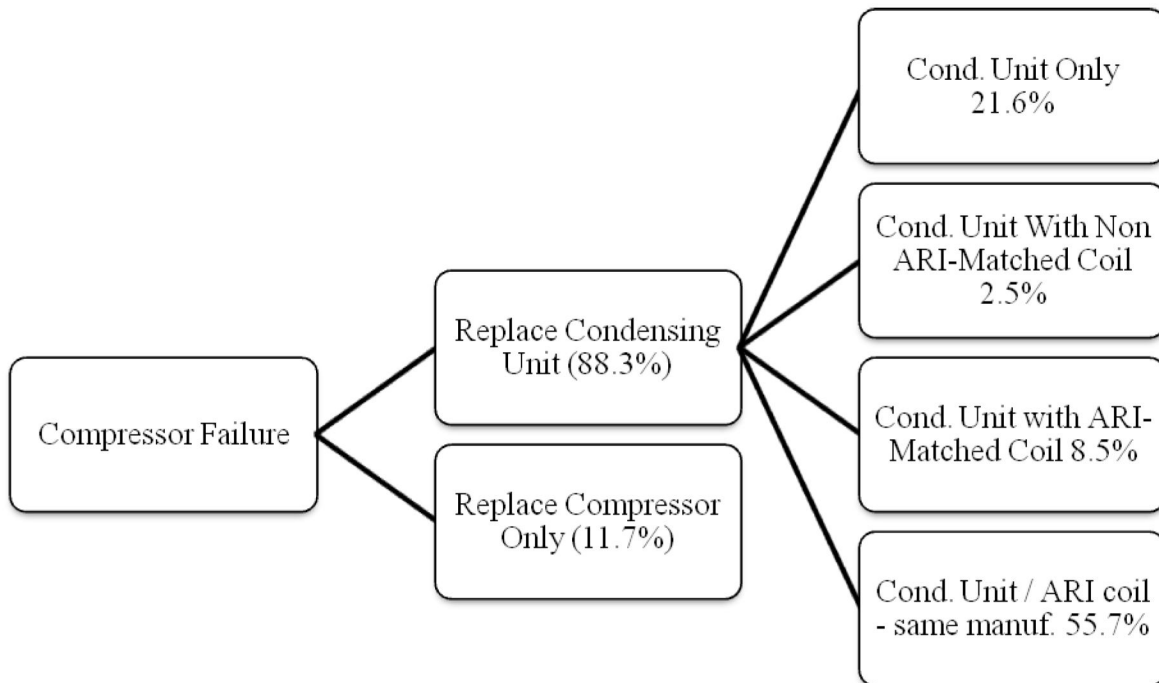 Compressor Failure
Replace Condensing
Unit (88.3%)
Replace Compressor
Only (11.7%)
Cond. Unit Only
21.6%
Cond. Unit With Non
ARI-Matched Coil
2.5%
Cond. Unit with ARI-
Matched Coil 8.5%
Cond. Unit / ARI coil
- same manuf. 55.7%